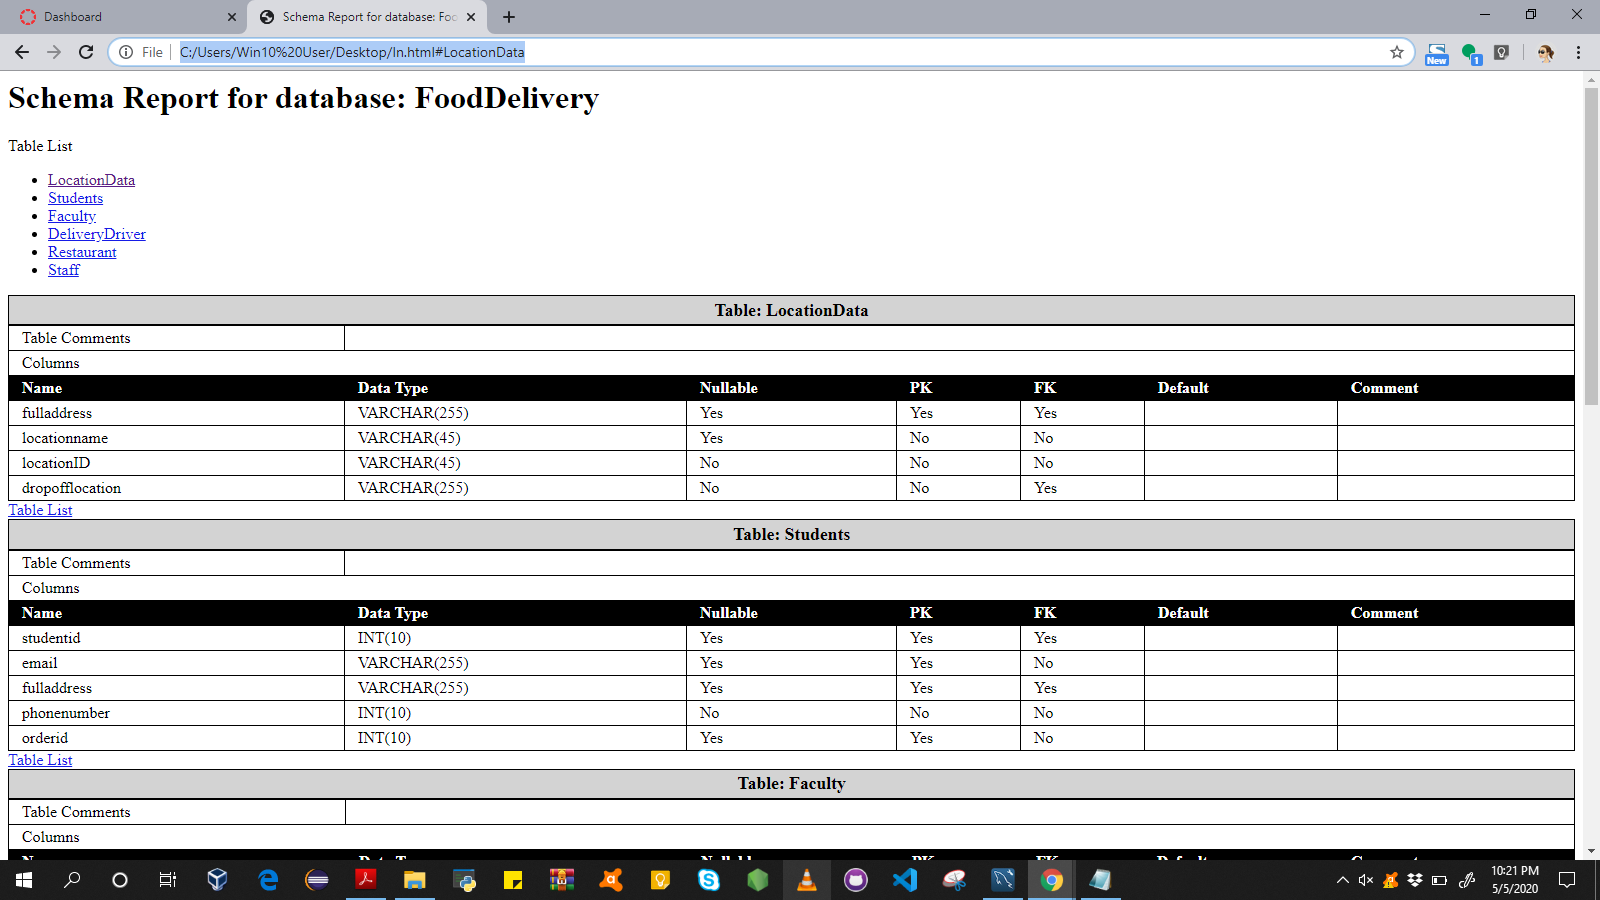 Dashboard
Schema Report for database: Foo
File C:/Users/Win10%20User/Desktop/In.html#LocationData
New
1
Schema Report for database: FoodDelivery
Table List
LocationData
Students
Faculty
DeliveryDriver
Restaurant
Staff
Table: LocationData
Table Comments
Columns
Name Data Type Nullable PK FK Default Comment
fulladdress VARCHAR(255) Yes Yes Yes
locationname VARCHAR(45) Yes No No
locationID VARCHAR(45) No No No
dropofflocation VARCHAR(255) No No Yes
Table List
Table: Students
Table Comments
Columns
Name Data Type Nullable PK FK Default Comment
studentid INT(10) Yes Yes Yes
email VARCHAR(255) Yes Yes No
fulladdress VARCHAR(255) Yes Yes Yes
phonenumber INT(10) No No No
orderid INT(10) Yes Yes No
Table List
Table: Faculty
Table Comments
Columns
10:21 PM
5/5/2020